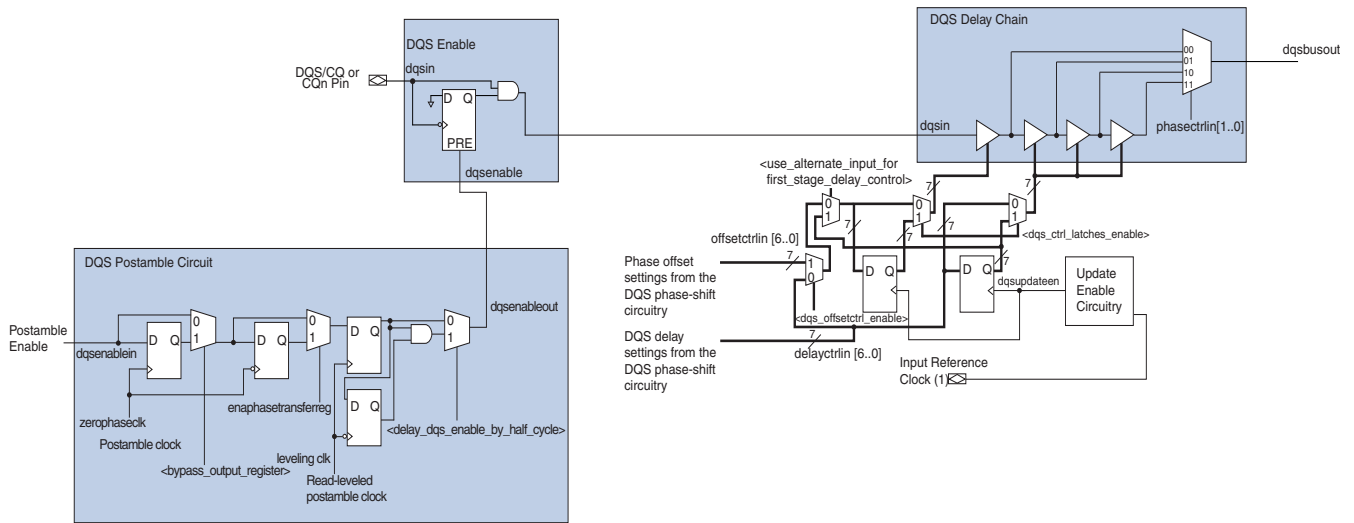 DQS Enable
DQS/CQ or
CQn Pin
dqsin
D Q
PRE
dqsenable
DQS Delay Chain
00
01
10
11
dqsbusout
dqsin
phasectrlin[1..0]
<use_alternate_input_for
first_stage_delay_control>
0
1
7
0
1
7
0
1
7
7
7
7
7
<dqs_ctrl_latches_enable>
offsetctrlin [6..0]
7
1
0
Phase offset
settings from the
DQS phase-shift
circuitry
D Q
D Q
dqsupdateen
Update
Enable
Circuitry
<dqs_offsetctrl_enable>
DQS delay
settings from the
DQS phase-shift
circuitry
7
delayctrlin [6..0]
Input Reference
Clock (1)
DQS Postamble Circuit
dqsenableout
Postamble
Enable
dqsenablein
D Q
0
1
D Q
0
1
D Q
0
1
D Q
zerophaseclk
Postamble clock
enaphasetransferreg
<delay_dqs_enable_by_half_cycle>
leveling clk
<bypass_output_register>
Read-leveled
postamble clock